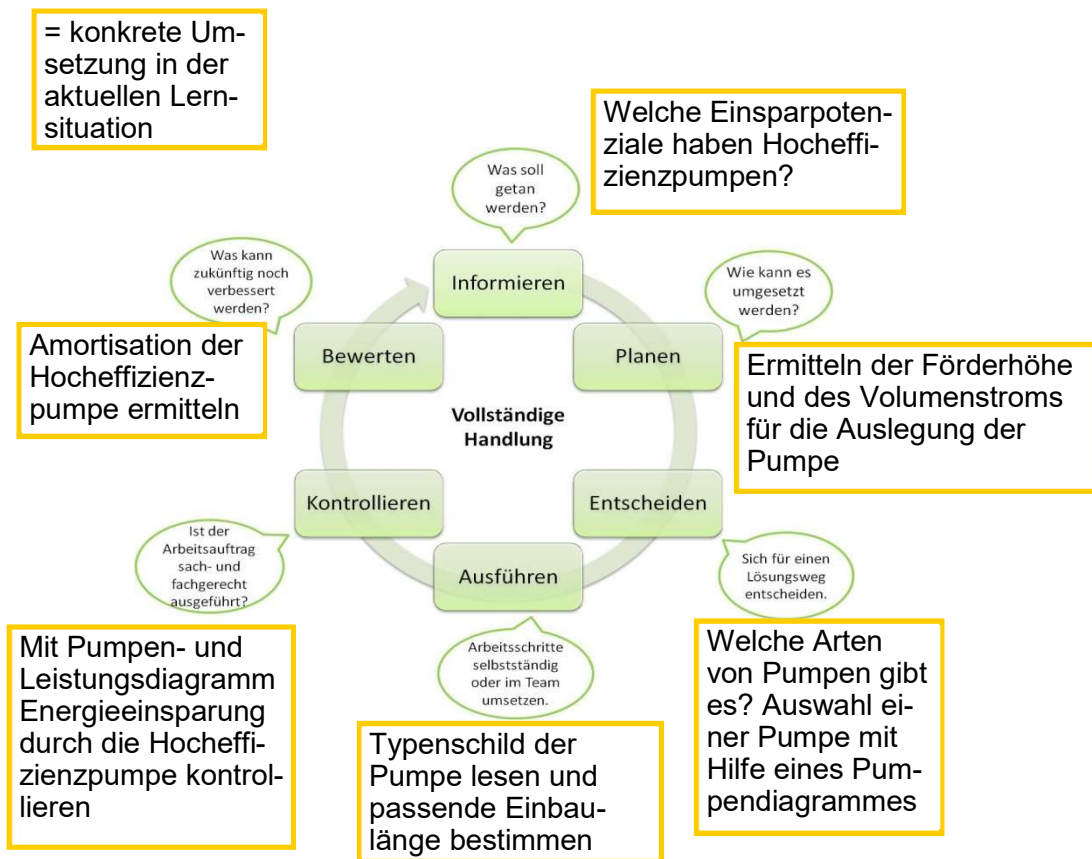 = konkrete Um-
setzung in der
aktuellen Lern-
situation
Welche Einsparpoten-
ziale haben Hocheffi-
zienzpumpen?
Was soll
getan
werden?
Informieren
Wie kann es
umgesetzt
werden?
Planen
Ermitteln der Förderhöhe
und des Volumenstroms
für die Auslegung der
Pumpe
Entscheiden
Sich für einen
Lösungsweg
entscheiden.
Welche Arten
von Pumpen gibt
es? Auswahl ei-
ner Pumpe mit
Hilfe eines Pum-
pendiagrammes
Ausführen
Arbeitsschritte
selbstständig
oder im Team
umsetzen.
Typenschild der
Pumpe lesen und
passende Einbau-
länge bestimmen
Kontrollieren
Ist der
Arbeitsauftrag
sach- und
fachgerecht
ausgeführt?
Mit Pumpen- und
Leistungsdiagramm
Energieeinsparung
durch die Hocheffi-
zienzpumpe kontrol-
lieren
Bewerten
Was kann
zukünftig noch
verbessert
werden?
Amortisation der
Hocheffizienz-
pumpe ermitteln
Vollständige
Handlung